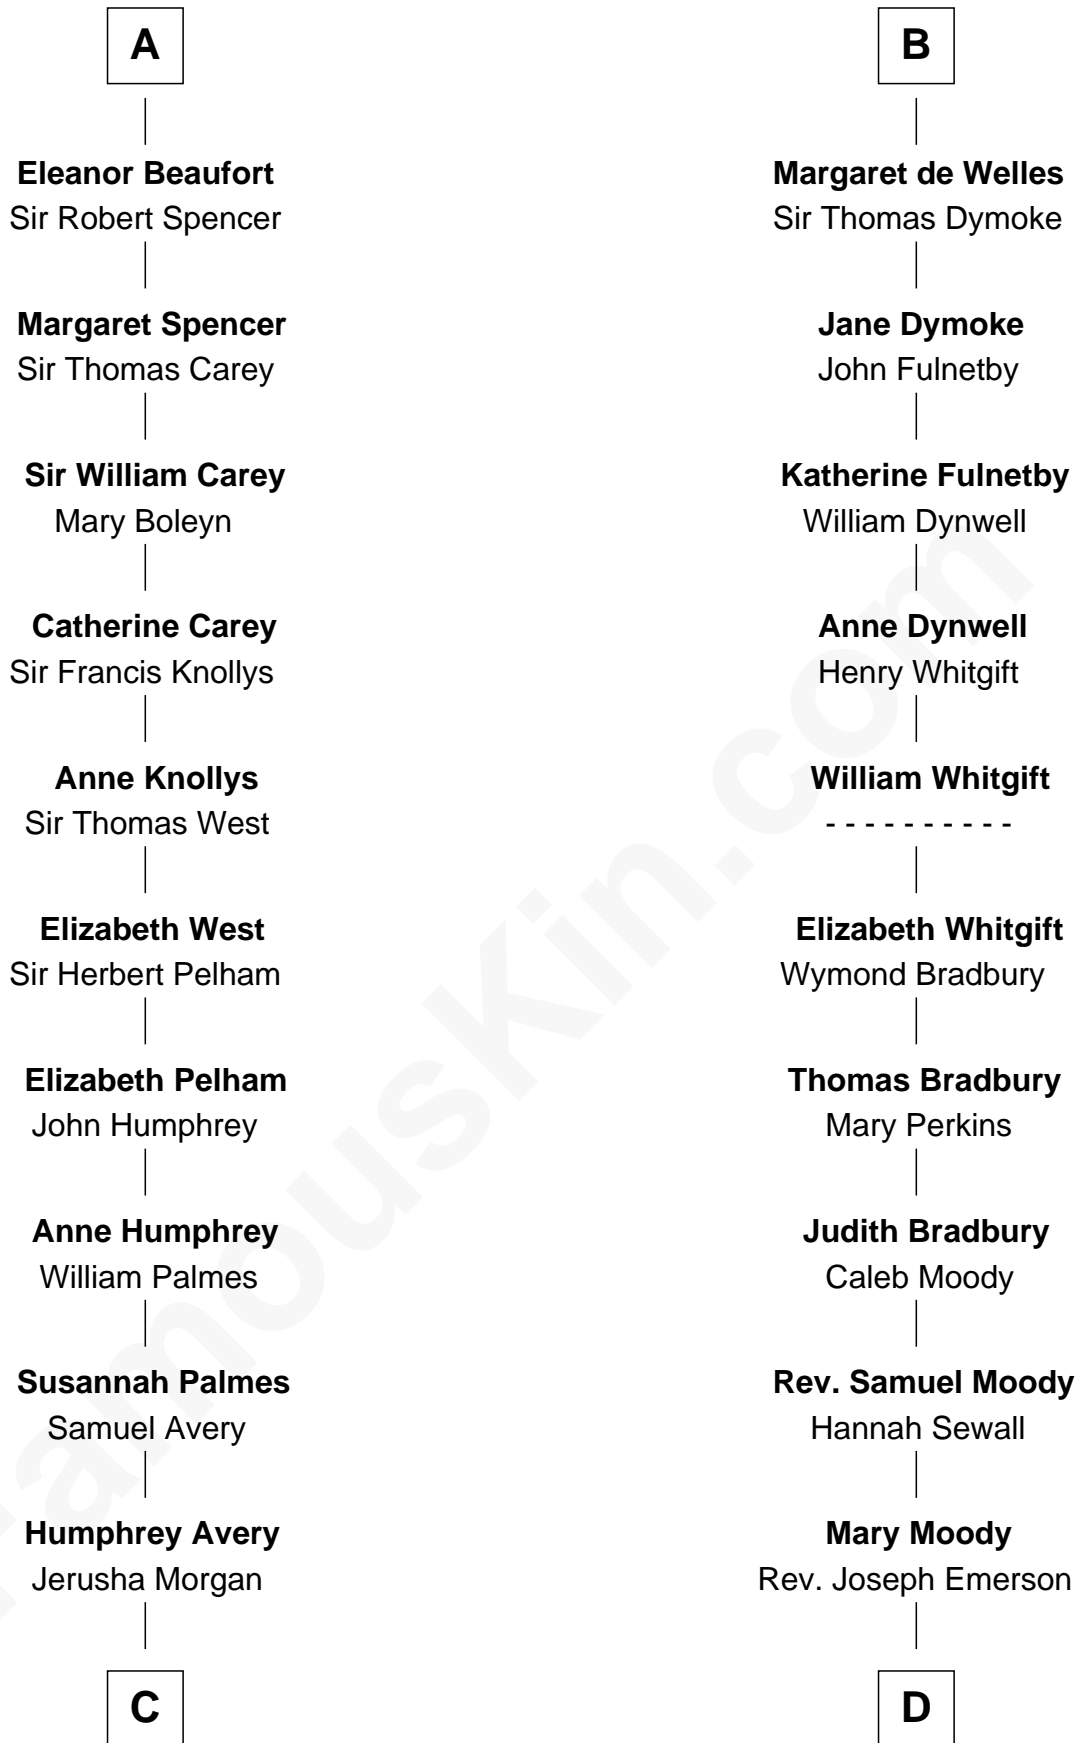 A
Eleanor Beaufort
Sir Robert Spencer
Margaret Spencer
Sir Thomas Carey
Sir William Carey
Mary Boleyn
Catherine Carey
Sir Francis Knollys
Anne Knollys
Sir Thomas West
Elizabeth West
Sir Herbert Pelham
Elizabeth Pelham
John Humphrey
Anne Humphrey
William Palmes
Susannah Palmes
Samuel Avery
Humphrey Avery
Jerusha Morgan
C
B
Margaret de Welles
Sir Thomas Dymoke
Jane Dymoke
John Fulnetby
Katherine Fulnetby
William Dynwell
Anne Dynwell
Henry Whitgift
William Whitgift
- - - - - - - - - -
Elizabeth Whitgift
Wymond Bradbury
Thomas Bradbury
Mary Perkins
Judith Bradbury
Caleb Moody
Rev. Samuel Moody
Hannah Sewall
Mary Moody
Rev. Joseph Emerson
D
FamousKin.com